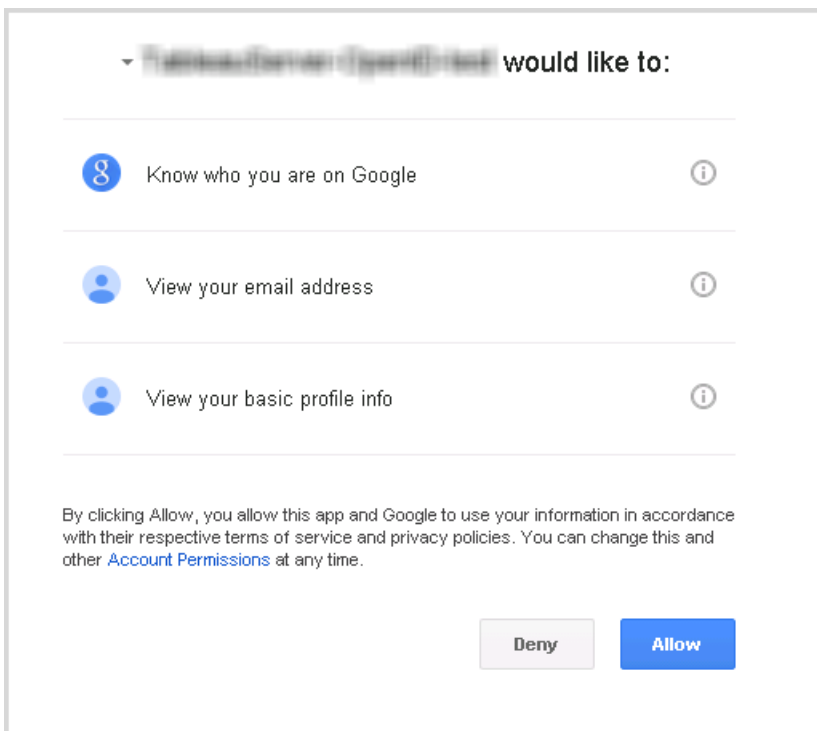 would like to:
Know who you are on Google
View your email address
View your basic profile info
By clicking Allow, you allow this app and Google to use your information in accordance
with their respective terms of service and privacy policies. You can change this and
other Account Permissions at any time.
Deny Allow